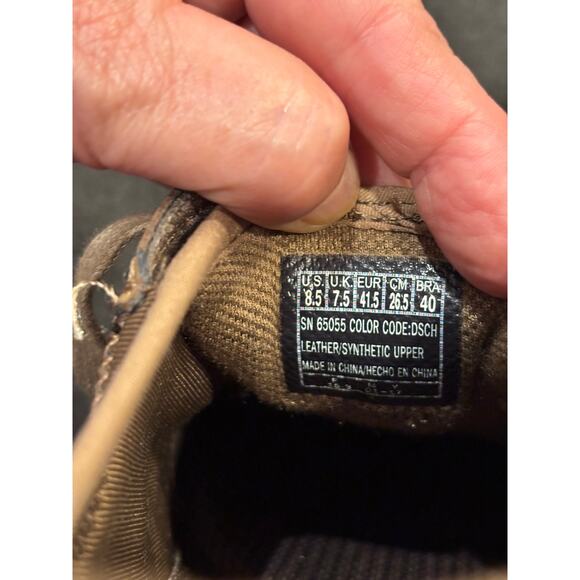 U.S. U.K. EUR CM BRA
8.5 7.5 41.5 26.5 40
SN 65055 COLOR CODE:DSCH
LEATHER/SYNTHETIC UPPER
MADE IN CHINA/HECHO EN CHINA